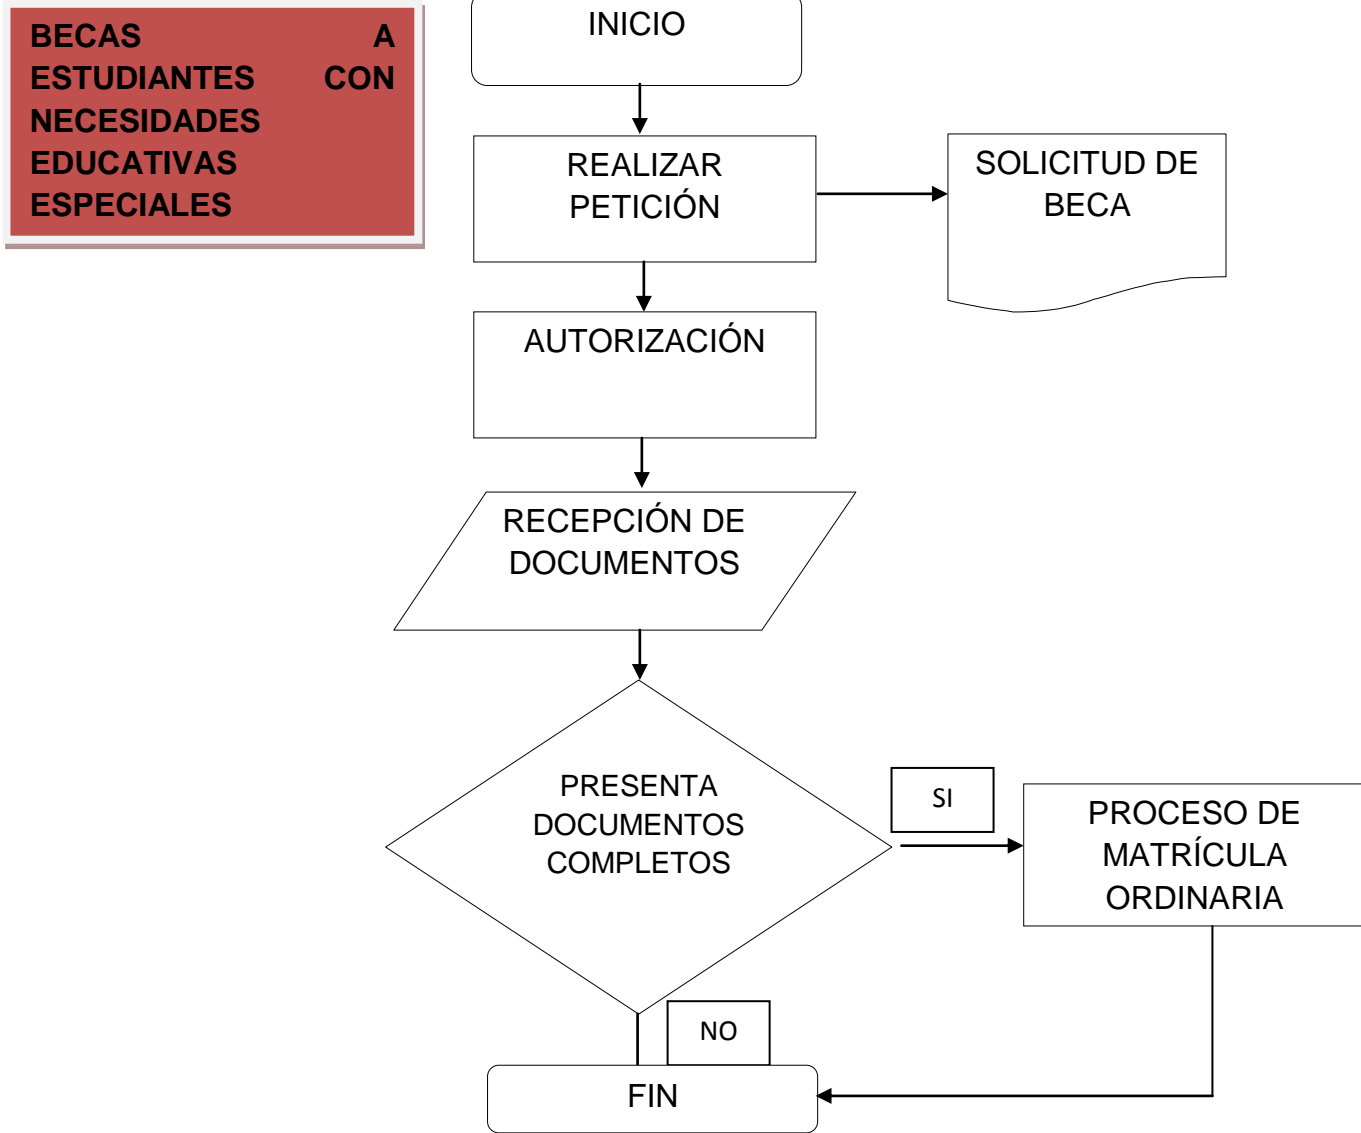 BECAS A
ESTUDIANTES CON
NECESIDADES
EDUCATIVAS
ESPECIALES
INICIO
REALIZAR
PETICIÓN
SOLICITUD DE
BECA
AUTORIZACIÓN
RECEPCIÓN DE
DOCUMENTOS
PRESENTA
DOCUMENTOS
COMPLETOS
SI
PROCESO DE
MATRÍCULA
ORDINARIA
NO
FIN